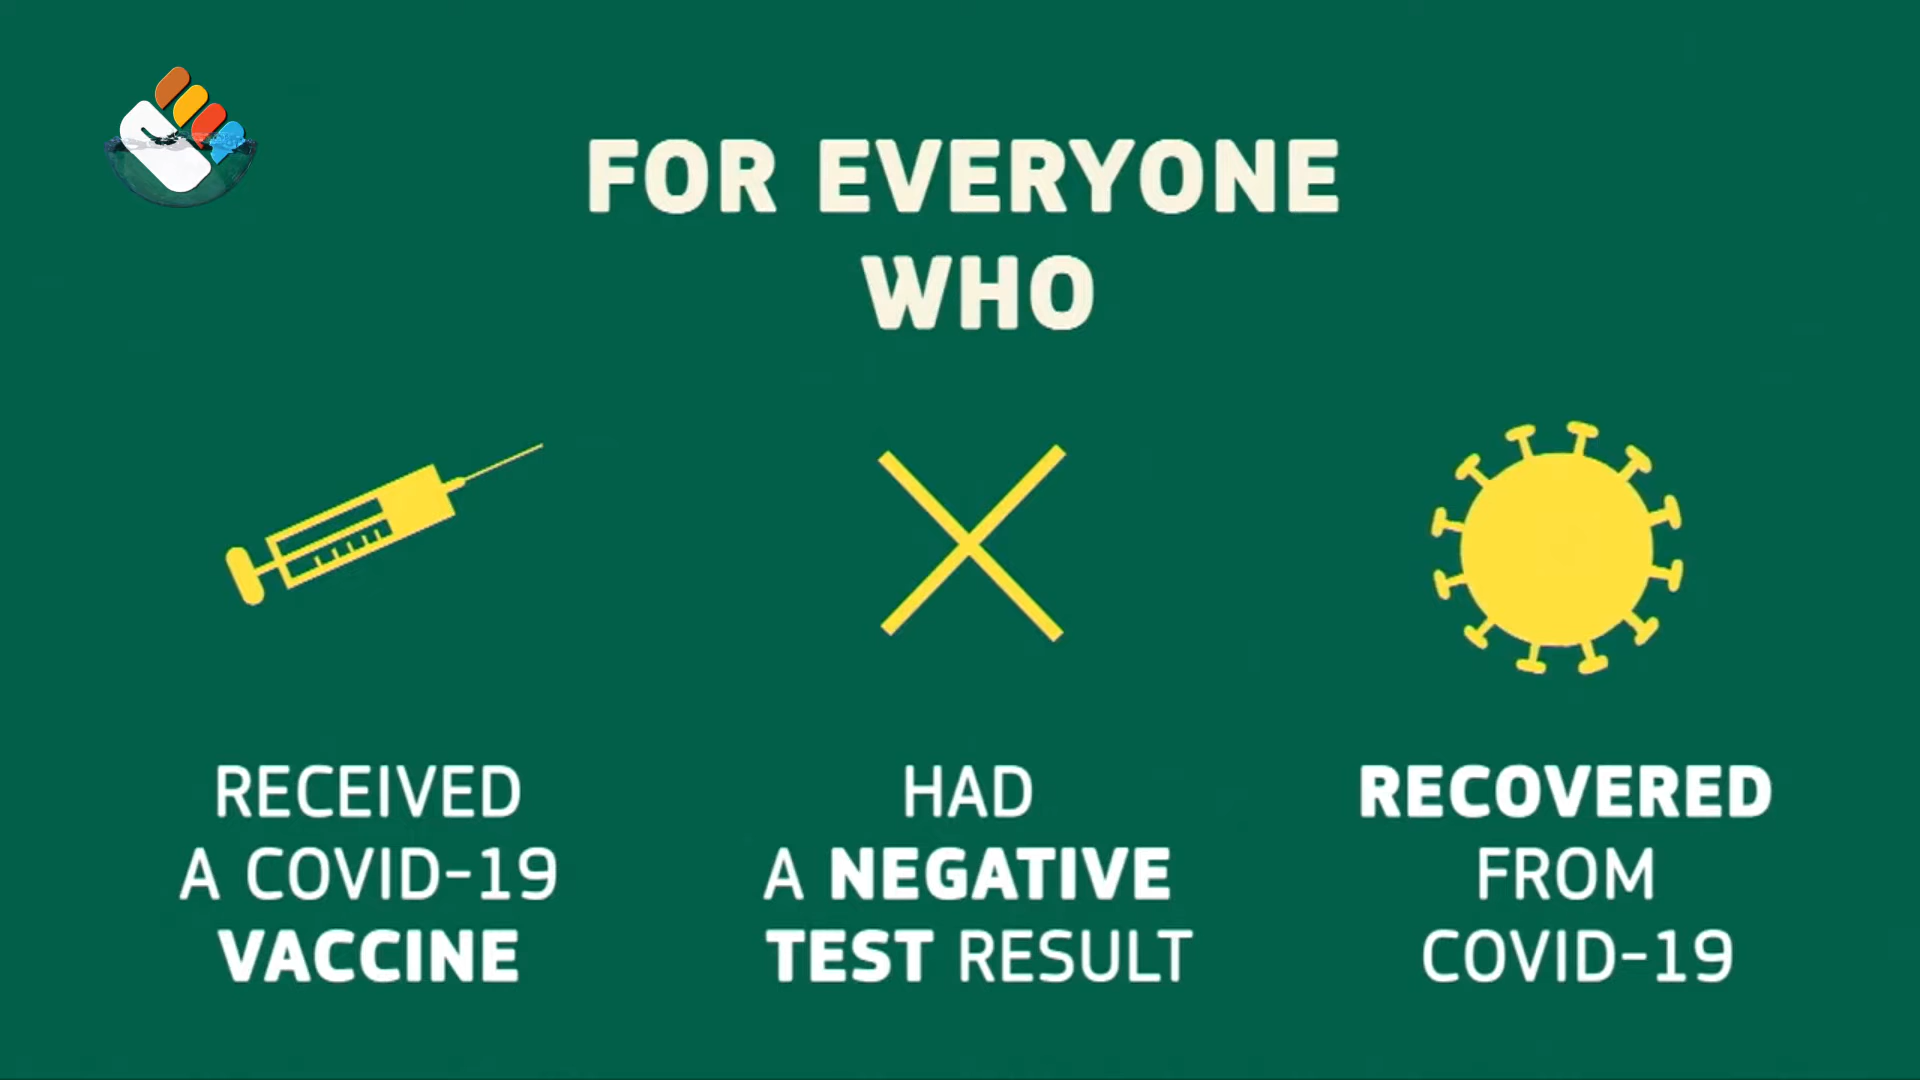 FOR EVERYONE
WHO
RECEIVED
A COVID-19
VACCINE
HAD
A NEGATIVE
TEST RESULT
RECOVERED
FROM
COVID-19